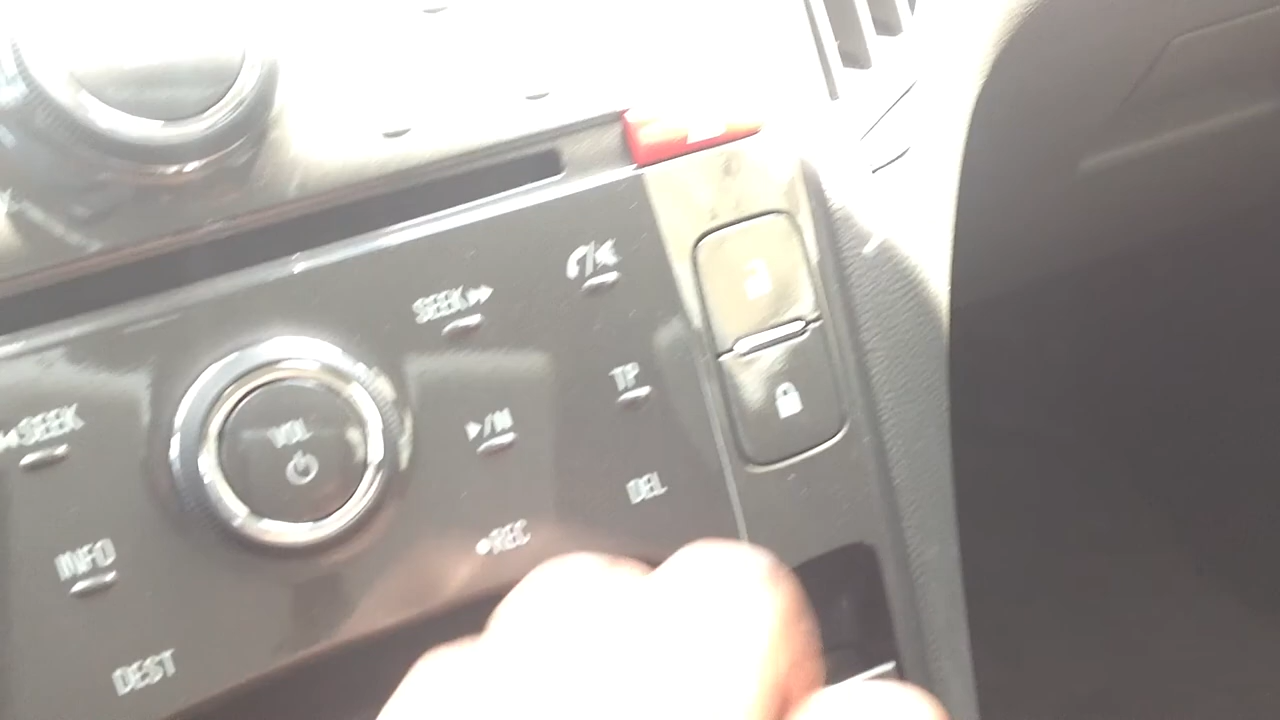 SEEK
TP
SEEK
VOL
DEL
REC
INFO
DEST